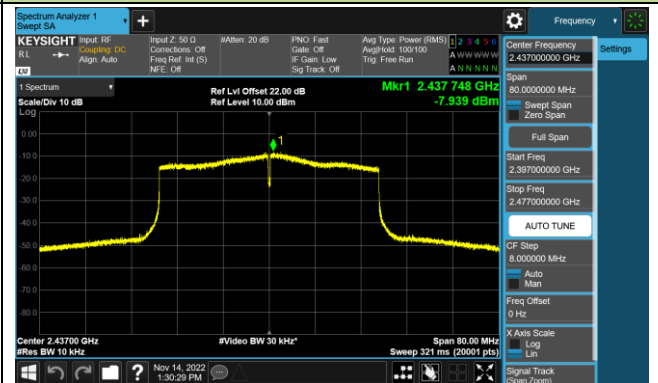 Spectrum Analyzer 1
Swept SA
Frequency
KEYSIGHT
RL
LXI
Input: RF
Coupling: DC
Align: Auto
Input Z: 50 Ω
Corrections: Off
Freq Ref: Int (S)
NFE: Off
#Atten: 20 dB
PNO: Fast
Gate: Off
IF Gain: Low
Sig Track: Off
Avg Type: Power (RMS)
Avg|Hold: 100/100
Trig: Free Run
1 2 3 4 5 6
A W W W W W
A N N N N N
1 Spectrum
Scale/Div 10 dB
Log
Ref Lvl Offset 22.00 dB
Ref Level 10.00 dBm
Mkr1 2.437 748 GHz
-7.939 dBm
1
0.00
-10.0
-20.0
-30.0
-40.0
-50.0
-60.0
-70.0
-80.0
Center 2.43700 GHz
#Res BW 10 kHz
#Video BW 30 kHz*
Span 80.00 MHz
Sweep 321 ms (20001 pts)
Nov 14, 2022
1:30:29 PM
?
Center Frequency
2.437000000 GHz
Span
80.0000000 MHz
Swept Span
Zero Span
Full Span
Start Freq
2.397000000 GHz
Stop Freq
2.477000000 GHz
AUTO TUNE
CF Step
8.000000 MHz
Auto
Man
Freq Offset
0 Hz
X Axis Scale
Log
Lin
Signal Track
(Span Zoom)
Settings